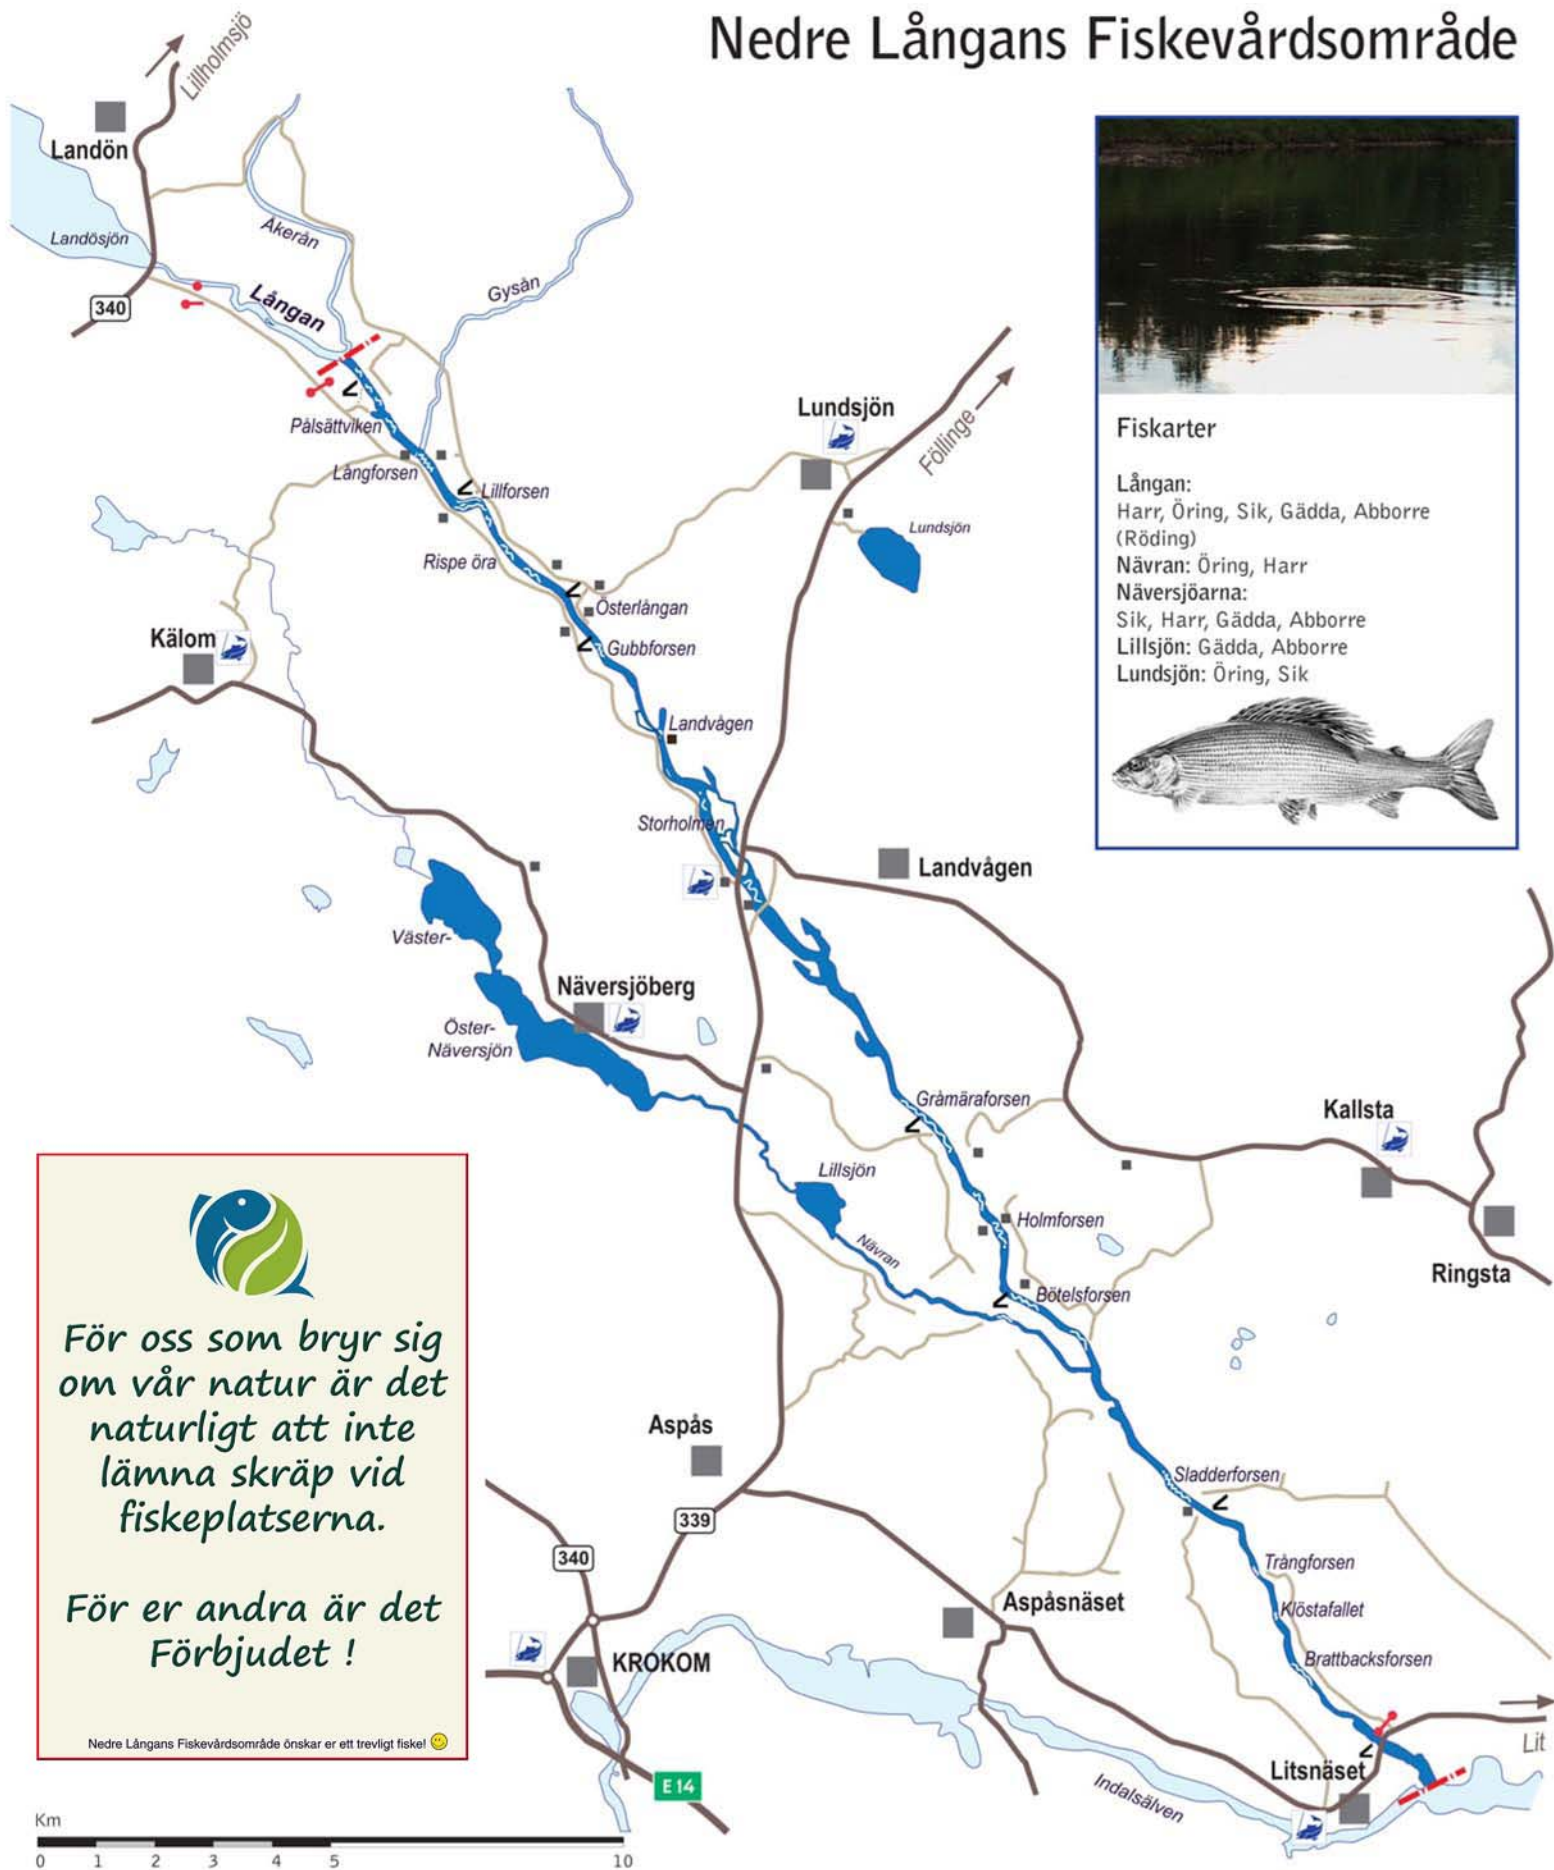 Nedre Långans Fiskevårdsområde
Lillholmsjö
Landön
Landösjön
Åkerån
Långan
Gysån
340
Pålsättviken
Långforsen
Lillforsen
Rispe öra
Lundsjön
Föllinge
Lundsjön
Österlångan
Gubbforsen
Kälom
Landvågen
Storholmen
Landvågen
Fiskarter
Långan:
Harr, Öring, Sik, Gädda, Abborre
(Röding)
Nävran: Öring, Harr
Näversjöarna:
Sik, Harr, Gädda, Abborre
Lillsjön: Gädda, Abborre
Lundsjön: Öring, Sik
Väster-
Näversjöberg
Öster-
Näversjön
Gråmäraforsen
Kallsta
Lillsjön
Holmforsen
Nävran
Ringsta
Bötelsforsen
För oss som bryr sig
om vår natur är det
naturligt att inte
lämna skräp vid
fiskeplatserna.
För er andra är det
Förbjudet !
Nedre Långans Fiskevårdsområde önskar er ett trevligt fiske!
Aspås
Sladderforsen
339
340
Trångforsen
Aspåsnäset
Klöstafallet
KROKOM
Brattbacksforsen
Lit
Litsnäset
E 14
Indalsälven
Km
0 1 2 3 4 5 10